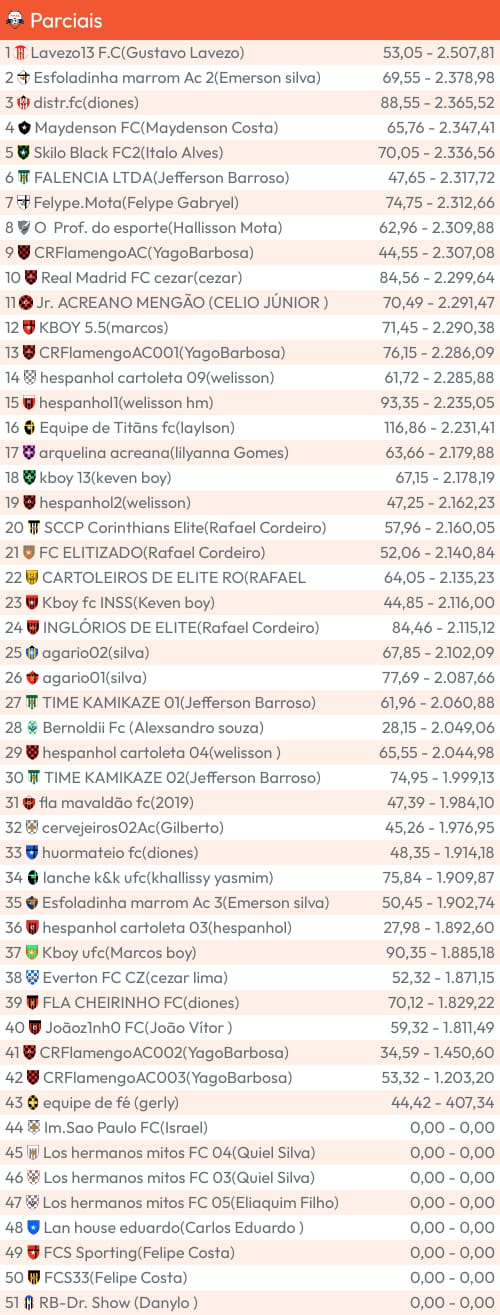 Parciais
1 Lavezo13 F.C(Gustavo Lavezo) 53,05 - 2.507,81
2 Esfoladinha marrom Ac 2(Emerson silva) 69,55 - 2.378,98
3 distr.fc(diones) 88,55 - 2.365,52
4 Maydenson FC(Maydenson Costa) 65,76 - 2.347,41
5 Skilo Black FC2(Italo Alves) 70,05 - 2.336,56
6 FALENCIA LTDA(Jefferson Barroso) 47,65 - 2.317,72
7 Felype.Mota(Felype Gabryel) 74,75 - 2.312,66
8 O Prof. do esporte(Hallisson Mota) 62,96 - 2.309,88
9 CRFlamengoAC(YagoBarbosa) 44,55 - 2.307,08
10 Real Madrid FC cezar(cezar) 84,56 - 2.299,64
11 Jr. ACREANO MENGÃO (CELIO JÚNIOR ) 70,49 - 2.291,47
12 KBOY 5.5(marcos) 71,45 - 2.290,38
13 CRFlamengoAC001(YagoBarbosa) 76,15 - 2.286,09
14 hespanhol cartoleta 09(welisson) 61,72 - 2.285,88
15 hespanhol1(welisson hm) 93,35 - 2.235,05
16 Equipe de Titãns fc(laylson) 116,86 - 2.231,41
17 arquelina acreana(lilyanna Gomes) 63,66 - 2.179,88
18 kboy 13(keven boy) 67,15 - 2.178,19
19 hespanhol2(welisson) 47,25 - 2.162,23
20 SCCP Corinthians Elite(Rafael Cordeiro) 57,96 - 2.160,05
21 FC ELITIZADO(Rafael Cordeiro) 52,06 - 2.140,84
22 CARTOLEIROS DE ELITE RO(RAFAEL 64,05 - 2.135,23
23 Kboy fc INSS(Keven boy) 44,85 - 2.116,00
24 INGLÓRIOS DE ELITE(Rafael Cordeiro) 84,46 - 2.115,12
25 agario02(silva) 67,85 - 2.102,09
26 agario01(silva) 77,69 - 2.087,66
27 TIME KAMIKAZE 01(Jefferson Barroso) 61,96 - 2.060,88
28 Bernoldii Fc (Alexsandro souza) 28,15 - 2.049,06
29 hespanhol cartoleta 04(welisson ) 65,55 - 2.044,98
30 TIME KAMIKAZE 02(Jefferson Barroso) 74,95 - 1.999,13
31 fla mavaldão fc(2019) 47,39 - 1.984,10
32 cervejeiros02Ac(Gilberto) 45,26 - 1.976,95
33 huormateio fc(diones) 48,35 - 1.914,18
34 lanche k&k ufc(khallissy yasmim) 75,84 - 1.909,87
35 Esfoladinha marrom Ac 3(Emerson silva) 50,45 - 1.902,74
36 hespanhol cartoleta 03(hespanhol) 27,98 - 1.892,60
37 Kboy ufc(Marcos boy) 90,35 - 1.885,18
38 Everton FC CZ(cezar lima) 52,32 - 1.871,15
39 FLA CHEIRINHO FC(diones) 70,12 - 1.829,22
40 Joãoz1nh0 FC(João Vítor ) 59,32 - 1.811,49
41 CRFlamengoAC002(YagoBarbosa) 34,59 - 1.450,60
42 CRFlamengoAC003(YagoBarbosa) 53,32 - 1.203,20
43 equipe de fé (gerly) 44,42 - 407,34
44 Im.Sao Paulo FC(Israel) 0,00 - 0,00
45 Los hermanos mitos FC 04(Quiel Silva) 0,00 - 0,00
46 Los hermanos mitos FC 03(Quiel Silva) 0,00 - 0,00
47 Los hermanos mitos FC 05(Eliaquim Filho) 0,00 - 0,00
48 Lan house eduardo(Carlos Eduardo ) 0,00 - 0,00
49 FCS Sporting(Felipe Costa) 0,00 - 0,00
50 FCS33(Felipe Costa) 0,00 - 0,00
51 RB-Dr. Show (Danylo ) 0,00 - 0,00